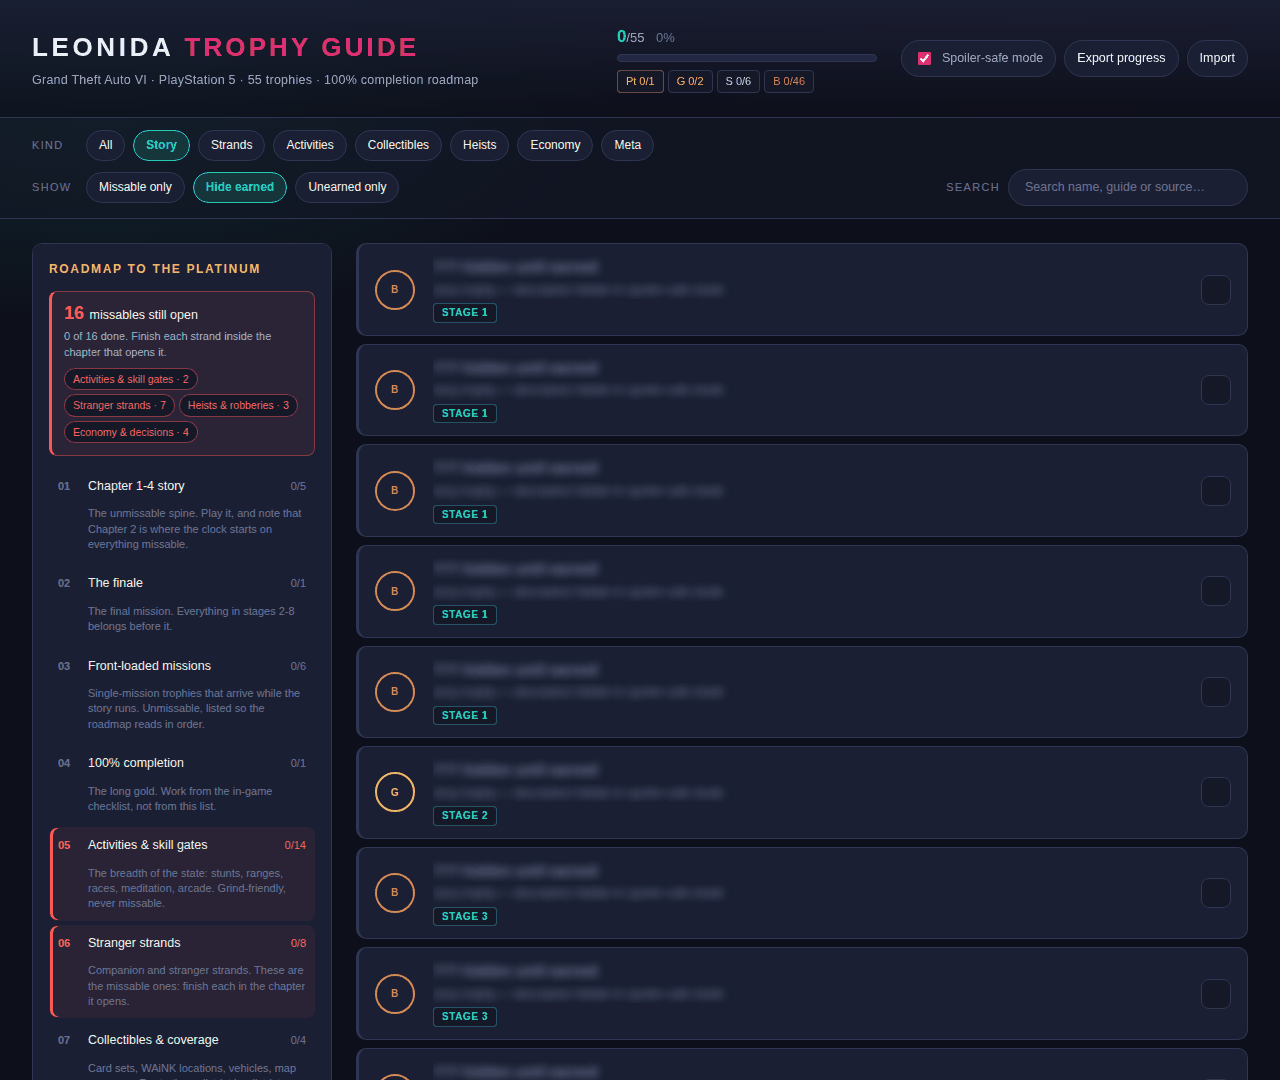 LEONIDA TROPHY GUIDE
Grand Theft Auto VI · PlayStation 5 · 55 trophies · 100% completion roadmap
0/55 0%
Pt 0/1 G 0/2 S 0/6 B 0/46
Spoiler-safe mode
Export progress
Import
KIND All Story Strands Activities Collectibles Heists Economy Meta
SHOW Missable only Hide earned Unearned only
SEARCH Search name, guide or source…
ROADMAP TO THE PLATINUM
16 missables still open
0 of 16 done. Finish each strand inside the
chapter that opens it.
Activities & skill gates · 2
Stranger strands · 7 Heists & robberies · 3
Economy & decisions · 4
01 Chapter 1-4 story 0/5
The unmissable spine. Play it, and note that
Chapter 2 is where the clock starts on
everything missable.
02 The finale 0/1
The final mission. Everything in stages 2-8
belongs before it.
03 Front-loaded missions 0/6
Single-mission trophies that arrive while the
story runs. Unmissable, listed so the
roadmap reads in order.
04 100% completion 0/1
The long gold. Work from the in-game
checklist, not from this list.
05 Activities & skill gates 0/14
The breadth of the state: stunts, ranges,
races, meditation, arcade. Grind-friendly,
never missable.
06 Stranger strands 0/8
Companion and stranger strands. These are
the missable ones: finish each in the chapter
it opens.
07 Collectibles & coverage 0/4
Card sets, WAiNK locations, vehicles, map
B
STAGE 1
B
STAGE 1
B
STAGE 1
B
STAGE 1
B
STAGE 1
G
STAGE 2
B
STAGE 3
B
STAGE 3